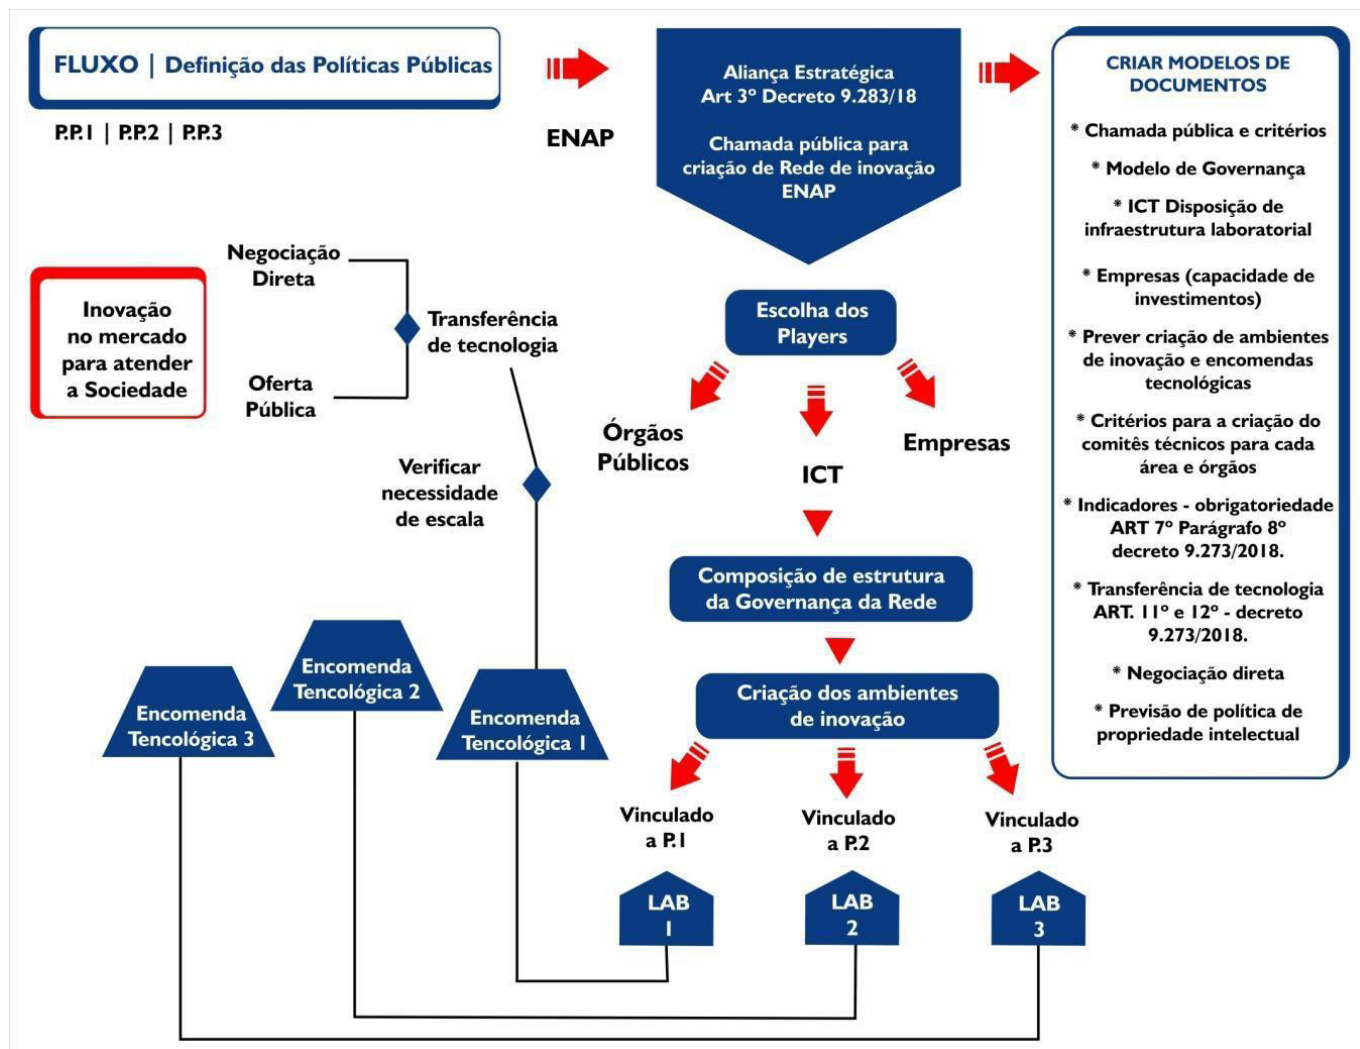 FLUXO | Definição das Políticas Públicas
P.P.1 | P.P.2 | P.P.3
ENAP
Aliança Estratégica
Art 3º Decreto 9.283/18
Chamada pública para
criação de Rede de inovação
ENAP
CRIAR MODELOS DE
DOCUMENTOS
* Chamada pública e critérios
* Modelo de Governança
* ICT Disposição de
infraestrutura laboratorial
* Empresas (capacidade de
investimentos)
* Prever criação de ambientes
de inovação e encomendas
tecnológicas
* Critérios para a criação do
comitês técnicos para cada
área e órgãos
* Indicadores - obrigatoriedade
ART 7º Parágrafo 8º
decreto 9.273/2018.
* Transferência de tecnologia
ART. 11º e 12º - decreto
9.273/2018.
* Negociação direta
* Previsão de política de
propriedade intelectual
Inovação
no mercado
para atender
a Sociedade
Negociação
Direta
Oferta
Pública
Transferência
de tecnologia
Verificar
necessidade
de escala
Escolha dos
Players
Órgãos
Públicos
ICT
Empresas
Composição de estrutura
da Governança da Rede
Criação dos ambientes
de inovação
Encomenda
Tencológica 3
Encomenda
Tencológica 2
Encomenda
Tencológica 1
Vinculado
a P.1
Vinculado
a P.2
Vinculado
a P.3
LAB
1
LAB
2
LAB
3